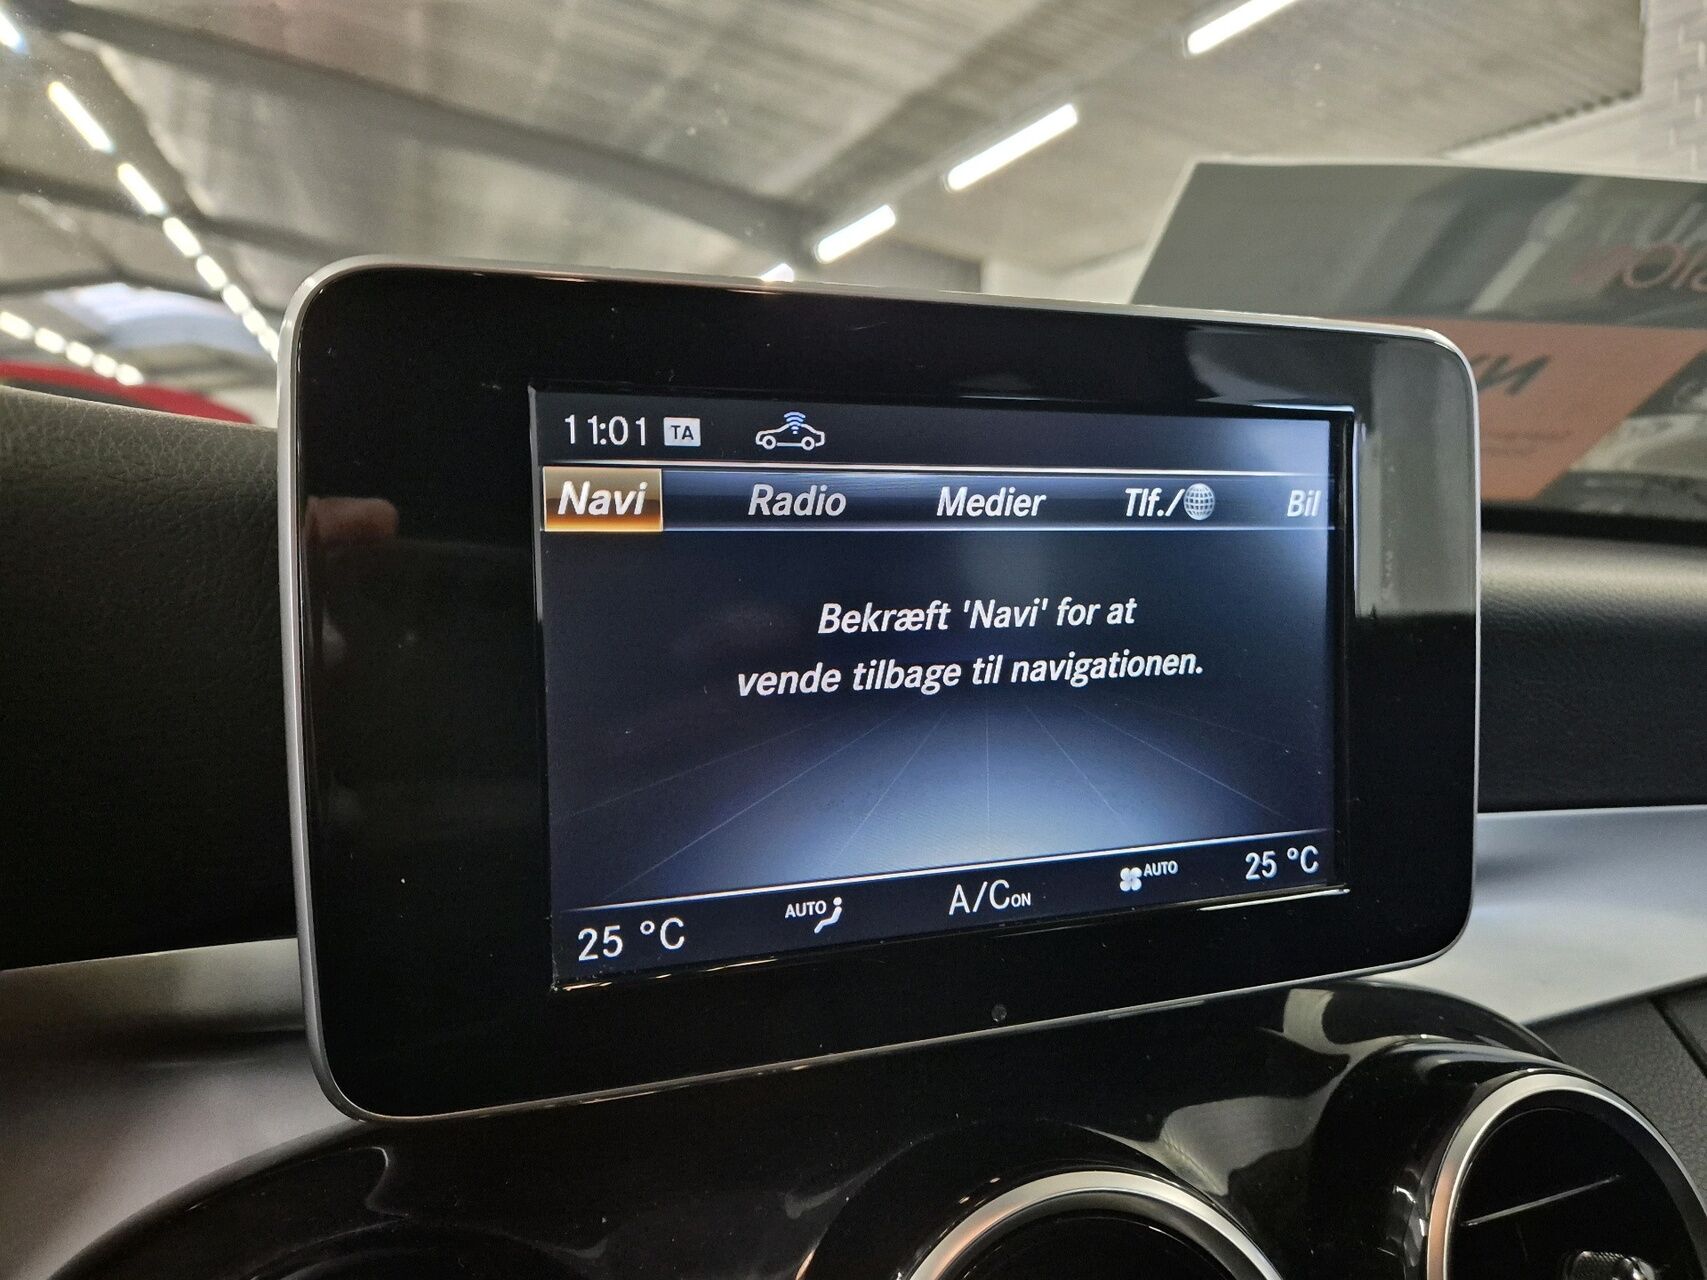 11:01 TA
Navi Radio Medier Tlf./ Bil
Bekræft 'Navi' for at
vende tilbage til navigationen.
25 °C AUTO A/C ON AUTO 25 °C